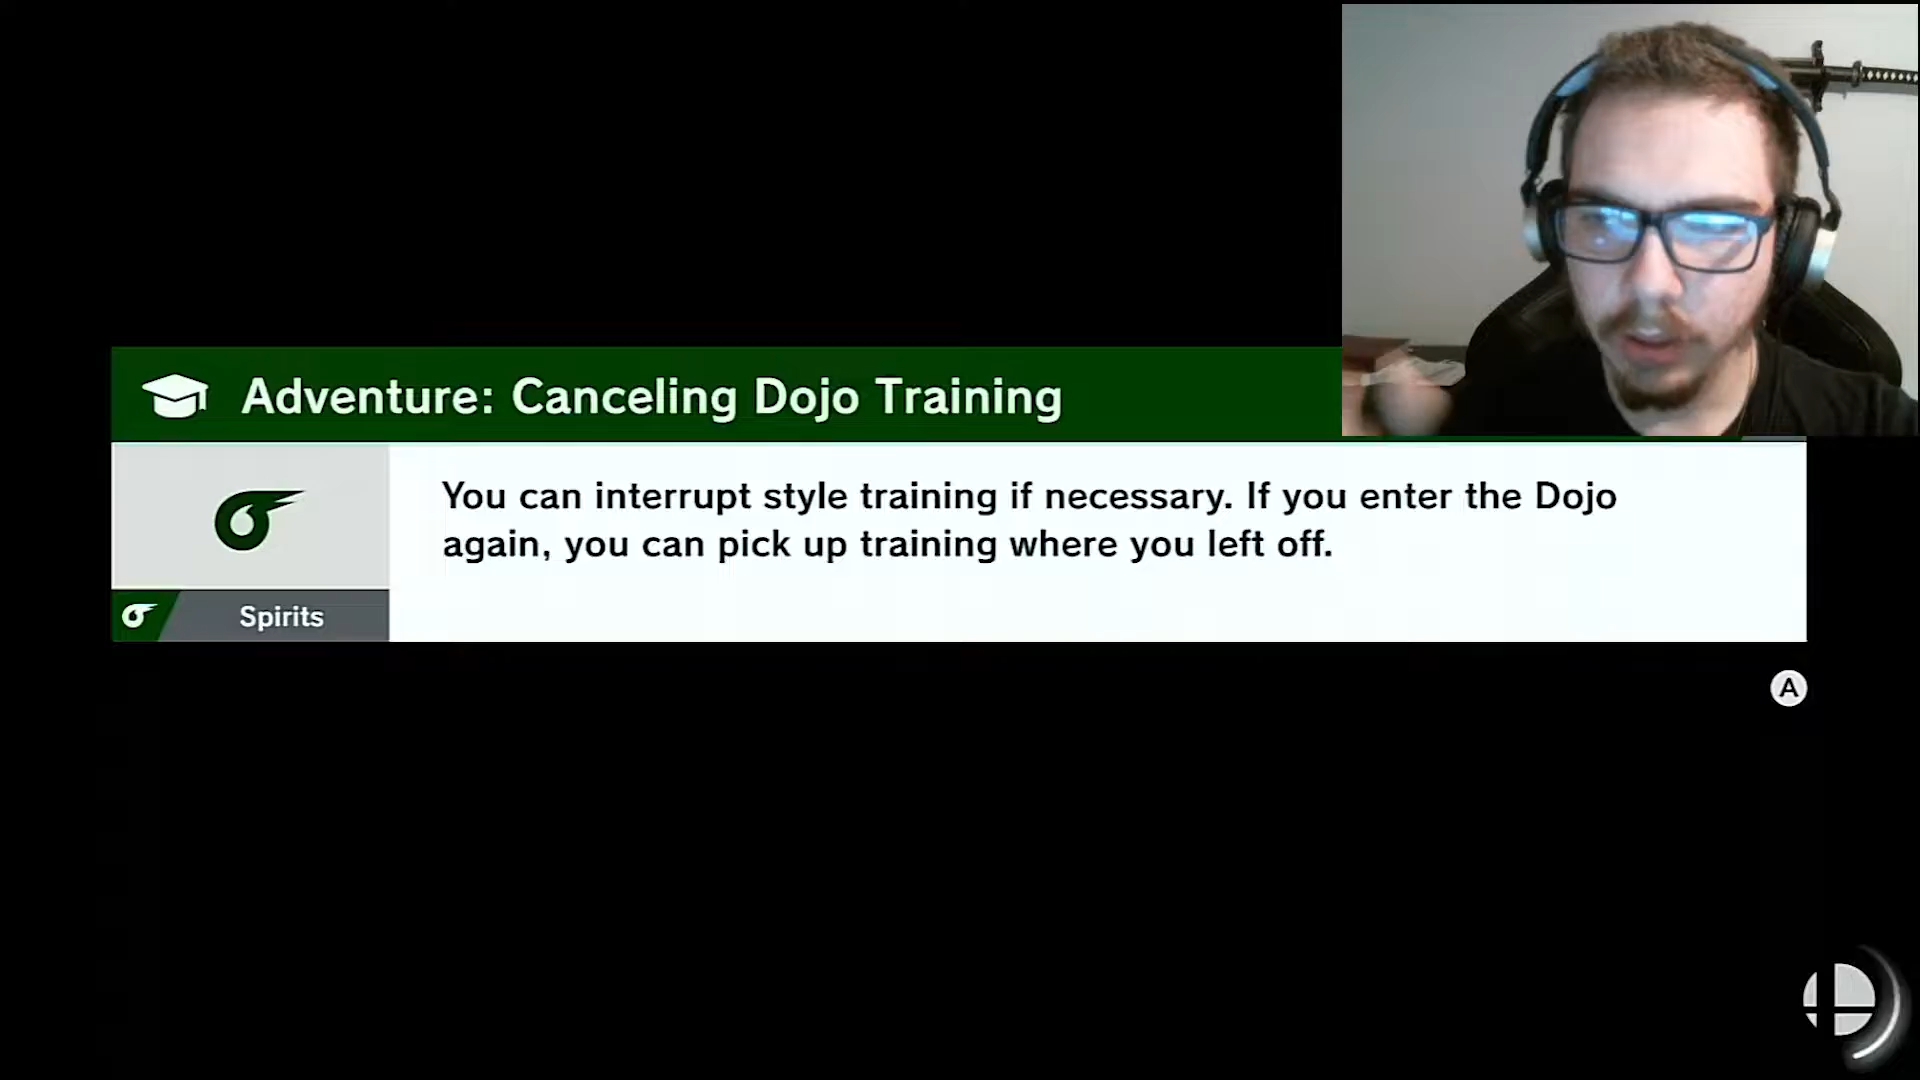 Adventure: Canceling Dojo Training
You can interrupt style training if necessary. If you enter the Dojo
again, you can pick up training where you left off.
Spirits
A